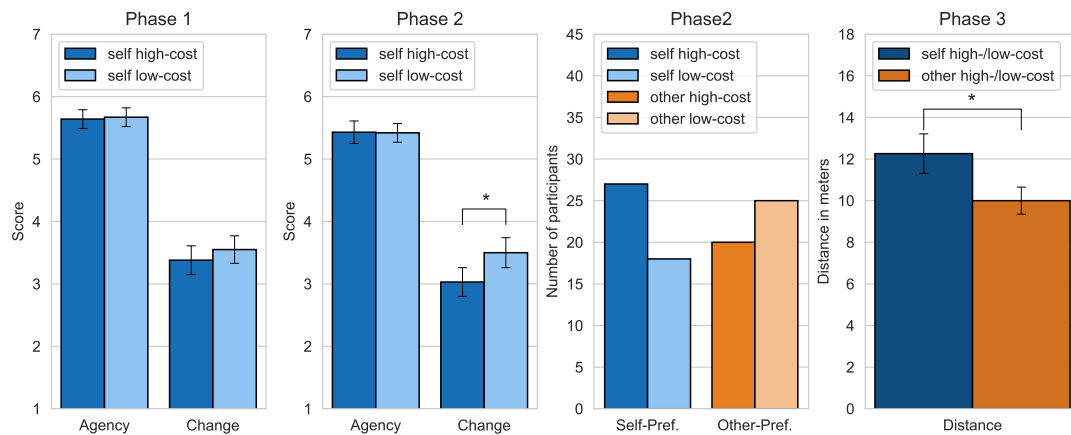 Phase 1
7
6
5
4
3
2
1
Score
self high-cost
self low-cost
Agency
Change
Phase 2
7
6
5
4
3
2
1
Score
self high-cost
self low-cost
*
Agency
Change
Phase2
45
40
35
30
25
20
15
10
5
0
Number of participants
self high-cost
self low-cost
other high-cost
other low-cost
Self-Pref.
Other-Pref.
Phase 3
18
16
14
12
10
8
6
4
2
0
Distance in meters
self high-/low-cost
other high-/low-cost
*
Distance